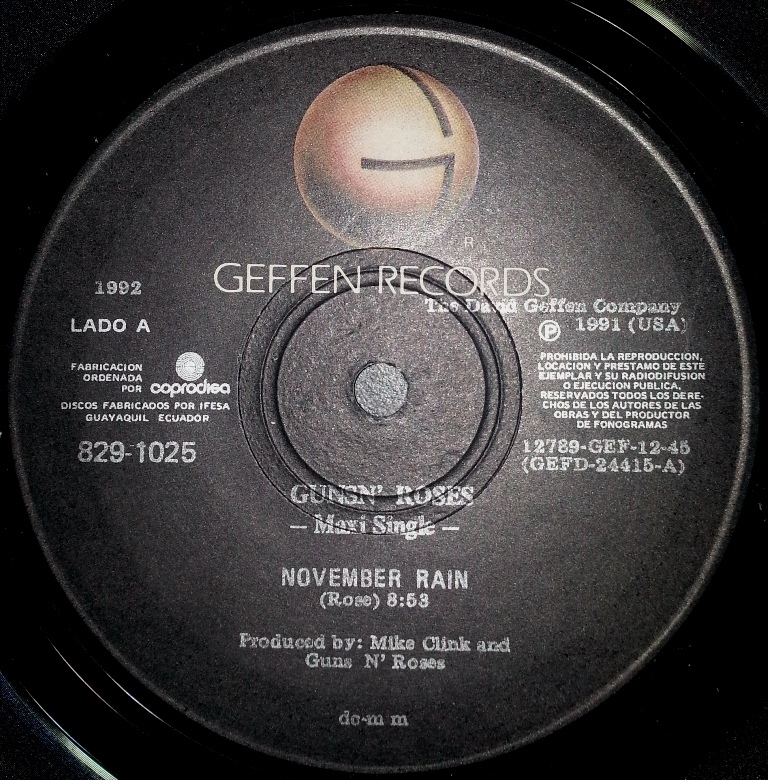 R
GEFFEN RECORDS
The David Geffen Company
1992
LADO A
FABRICACION
ORDENADA
POR coprodisa
DISCOS FABRICADOS POR IFESA
GUAYAQUIL ECUADOR
829-1025
Ⓟ 1991 (USA)
PROHIBIDA LA REPRODUCCION,
LOCACION Y PRESTAMO DE ESTE
EJEMPLAR Y SU RADIODIFUSION
O EJECUCION PUBLICA,
RESERVADOS TODOS LOS DERE-
CHOS DE LOS AUTORES DE LAS
OBRAS Y DEL PRODUCTOR
DE FONOGRAMAS
12789-GEF-12-45
(GEFD-24415-A)
GUNSN' ROSES
— Maxi Single —
NOVEMBER RAIN
(Rose) 8:53
Produced by: Mike Clink and
Guns N' Roses
dc-m m